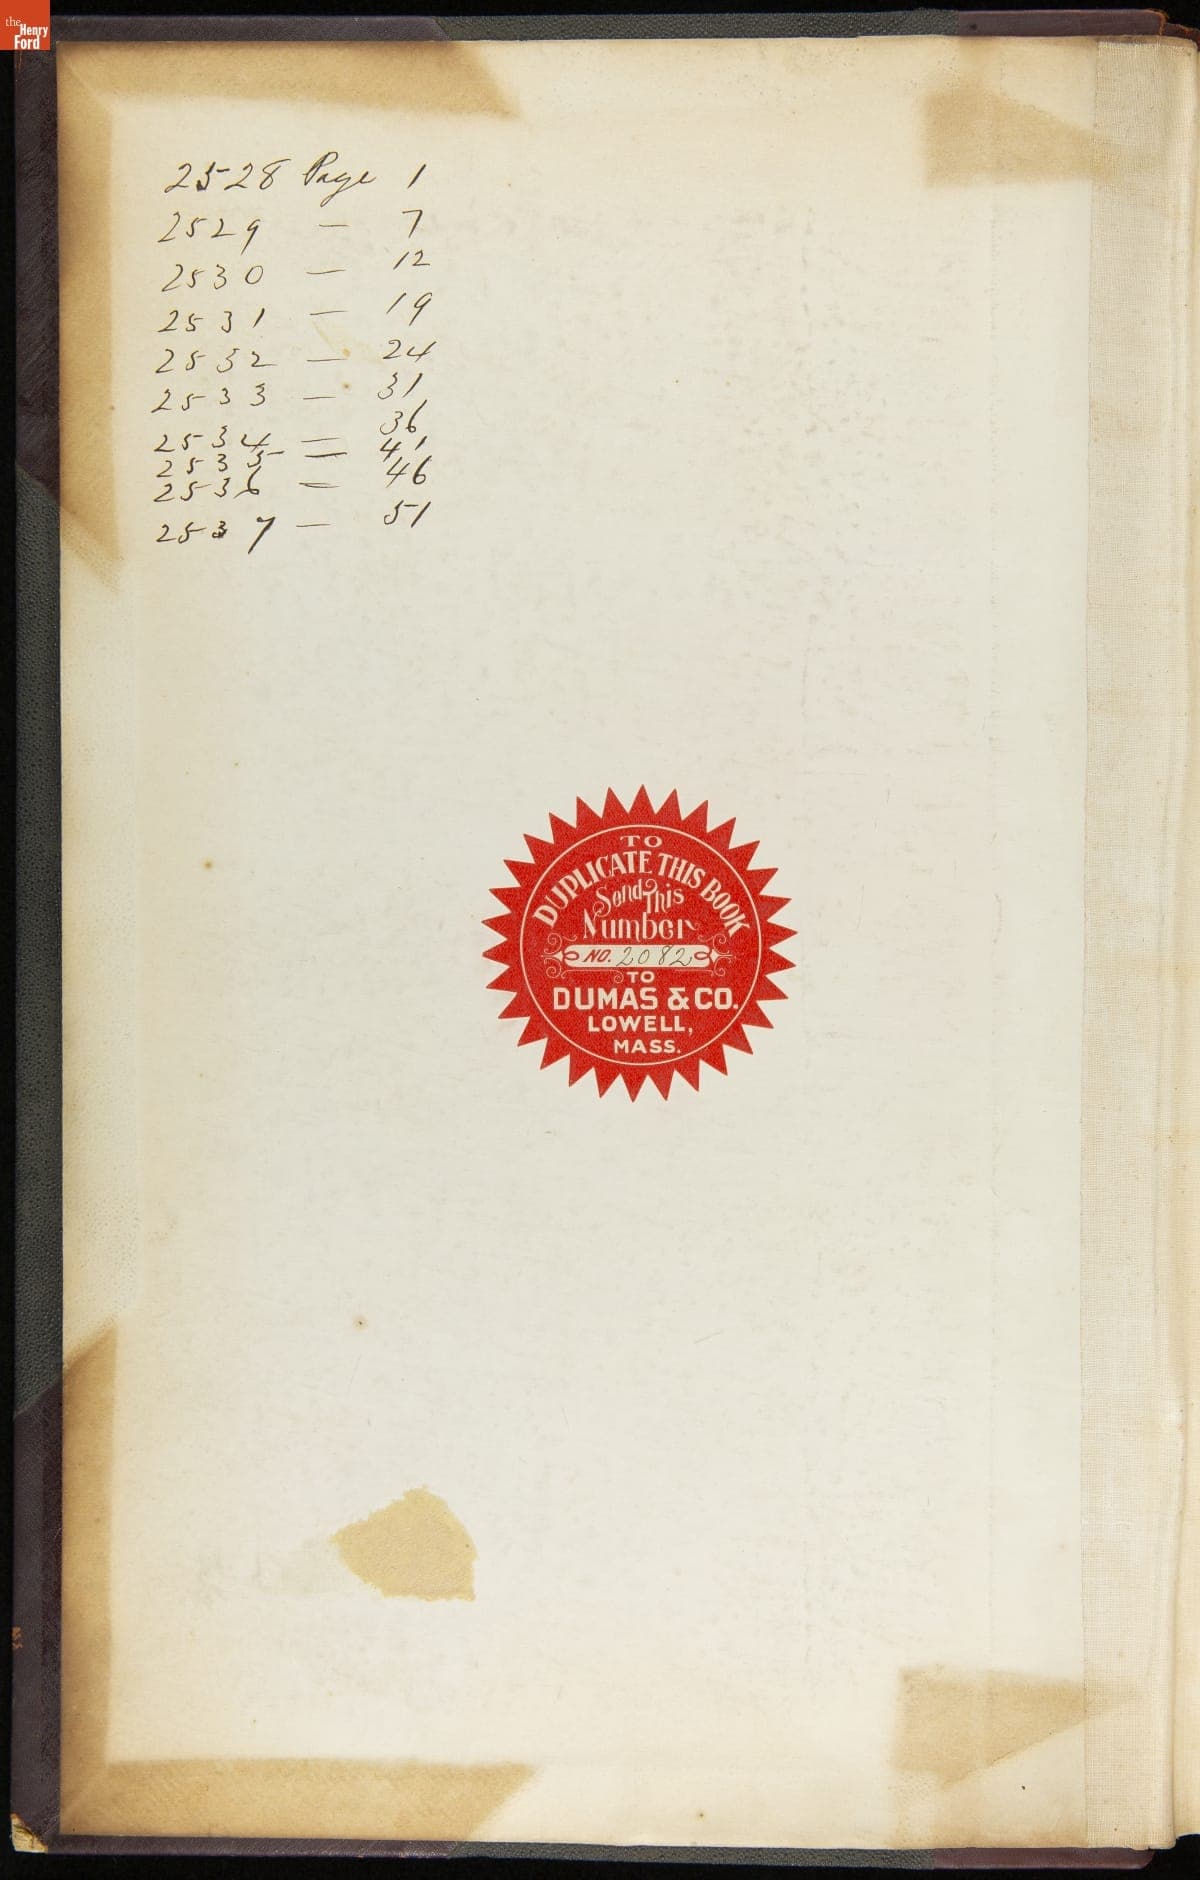 the
Henry
Ford
2528 Page 1
2529 — 7
2530 — 12
2531 — 19
2532 — 24
2533 — 31
2534 — 36
2535 — 41
2536 — 46
2537 — 51
TO
DUPLICATE THIS BOOK
Send This
Number
NO. 2082
TO
DUMAS & CO.
LOWELL,
MASS.